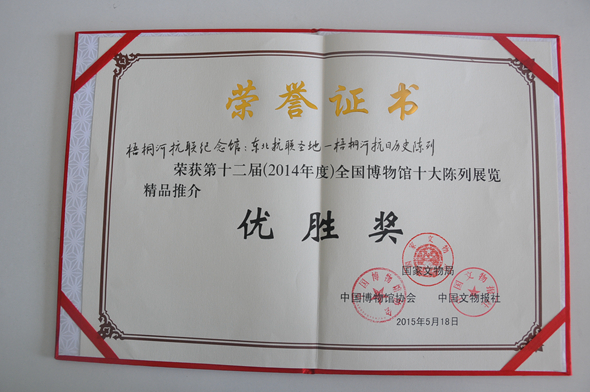 荣誉证书
梧桐河抗联纪念馆：东北抗联圣地—梧桐河抗日历史陈列
荣获第十二届(2014年度)全国博物馆十大陈列展览
精品推介
优胜奖
国家文物局
中国博物馆协会 中国文物报社
2015年5月18日